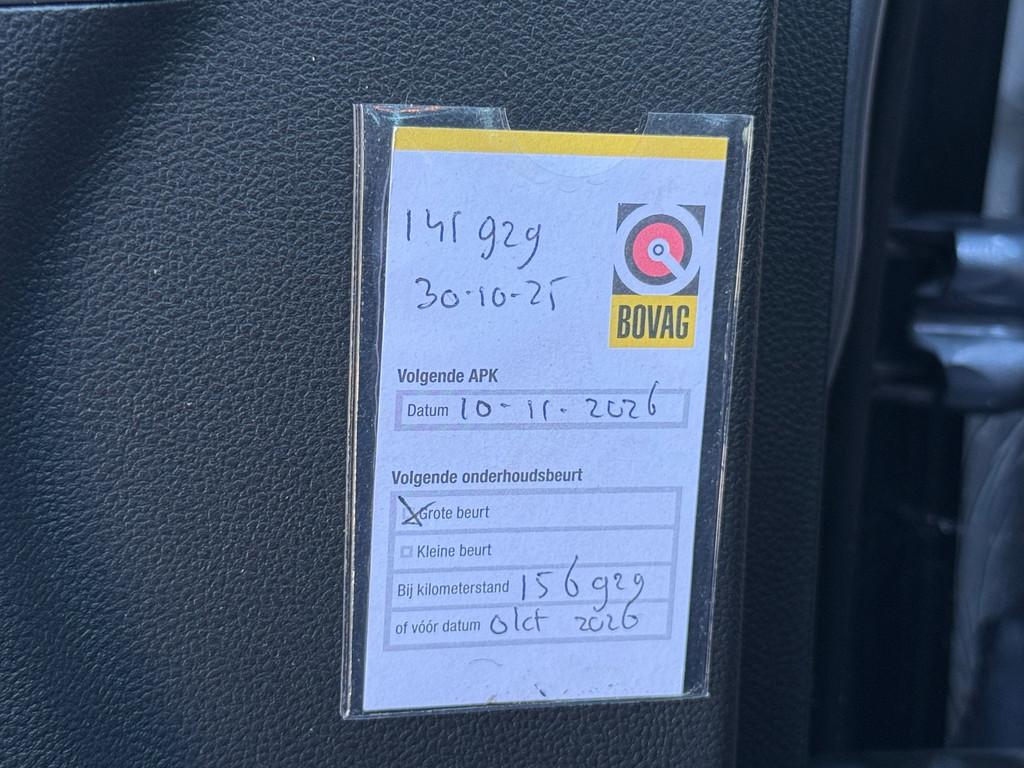 141 929
30-10-25
BOVAG
Volgende APK
Datum 10-11-2026
Volgende onderhoudsbeurt
Grote beurt
Kleine beurt
Bij kilometerstand 156 929
of vóór datum Okt 2026